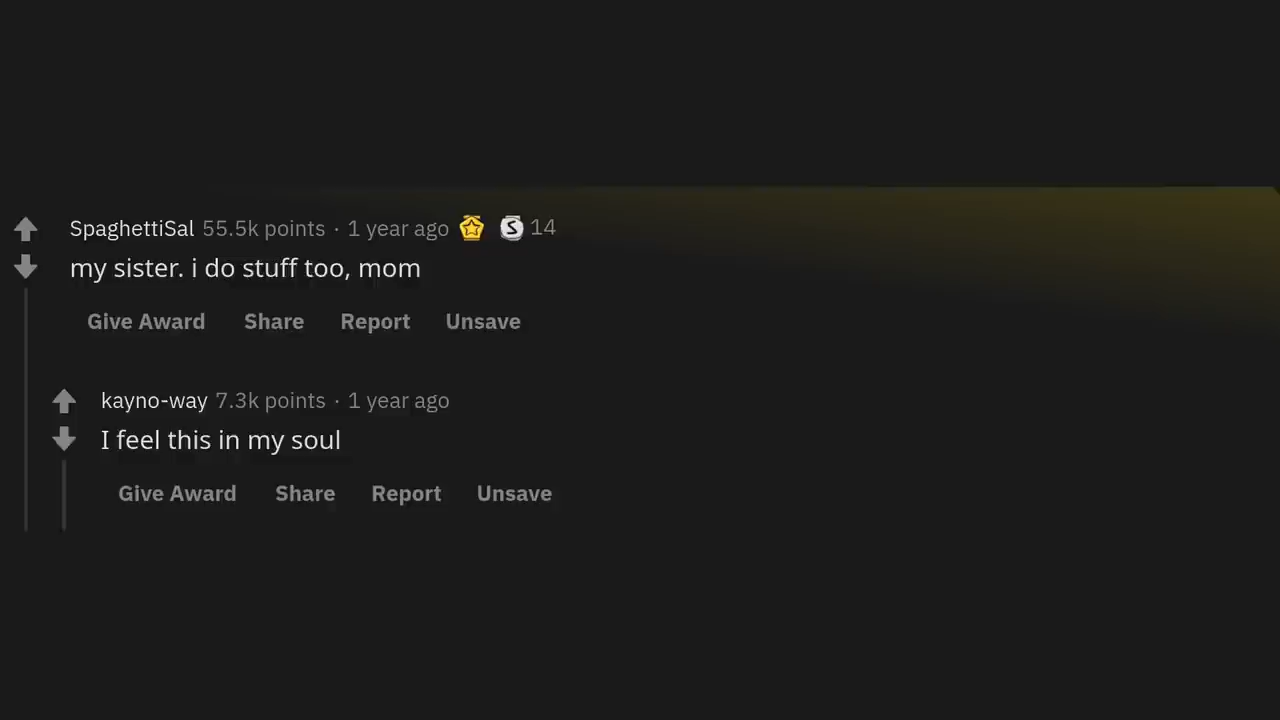 SpaghettiSal 55.5k points · 1 year ago S 14
my sister. i do stuff too, mom
Give Award Share Report Unsave
kayno-way 7.3k points · 1 year ago
I feel this in my soul
Give Award Share Report Unsave